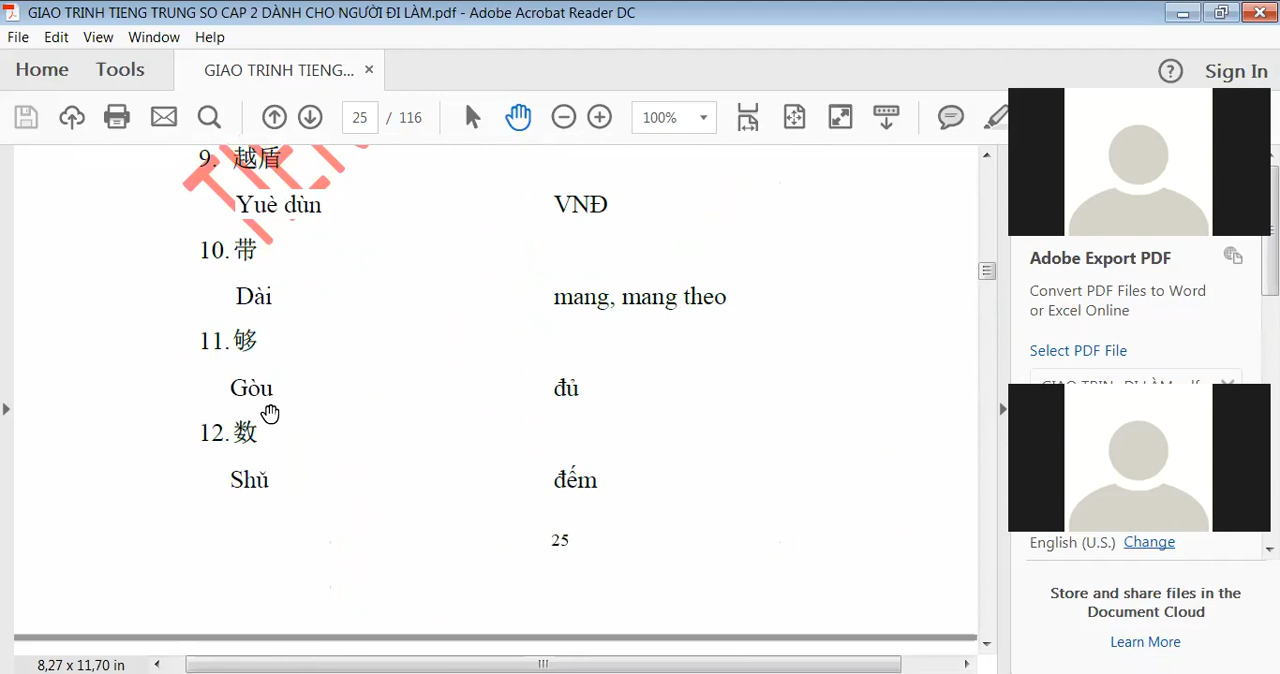 GIAO TRINH TIENG TRUNG SO CAP 2 DÀNH CHO NGƯỜI ĐI LÀM.pdf - Adobe Acrobat Reader DC
File Edit View Window Help
Home Tools GIAO TRINH TIENG... × Sign In
25 / 116 100%
9. 越盾
Yuè dùn VNĐ
10. 带
Dài mang, mang theo
11. 够
Gòu đủ
12. 数
Shǔ đếm
25
8,27 x 11,70 in
Adobe Export PDF
Convert PDF Files to Word
or Excel Online
Select PDF File
English (U.S.) Change
Store and share files in the
Document Cloud
Learn More